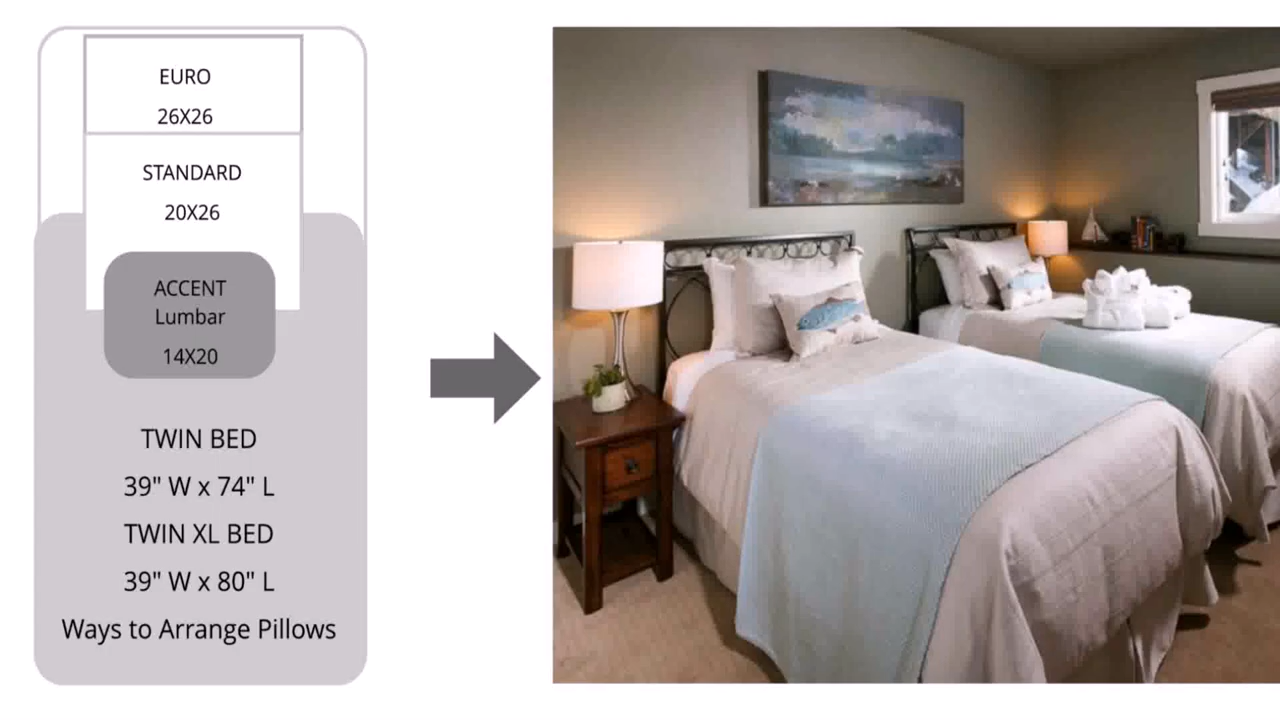 EURO
26X26
STANDARD
20X26
ACCENT
Lumbar
14X20
TWIN BED
39" W x 74" L
TWIN XL BED
39" W x 80" L
Ways to Arrange Pillows